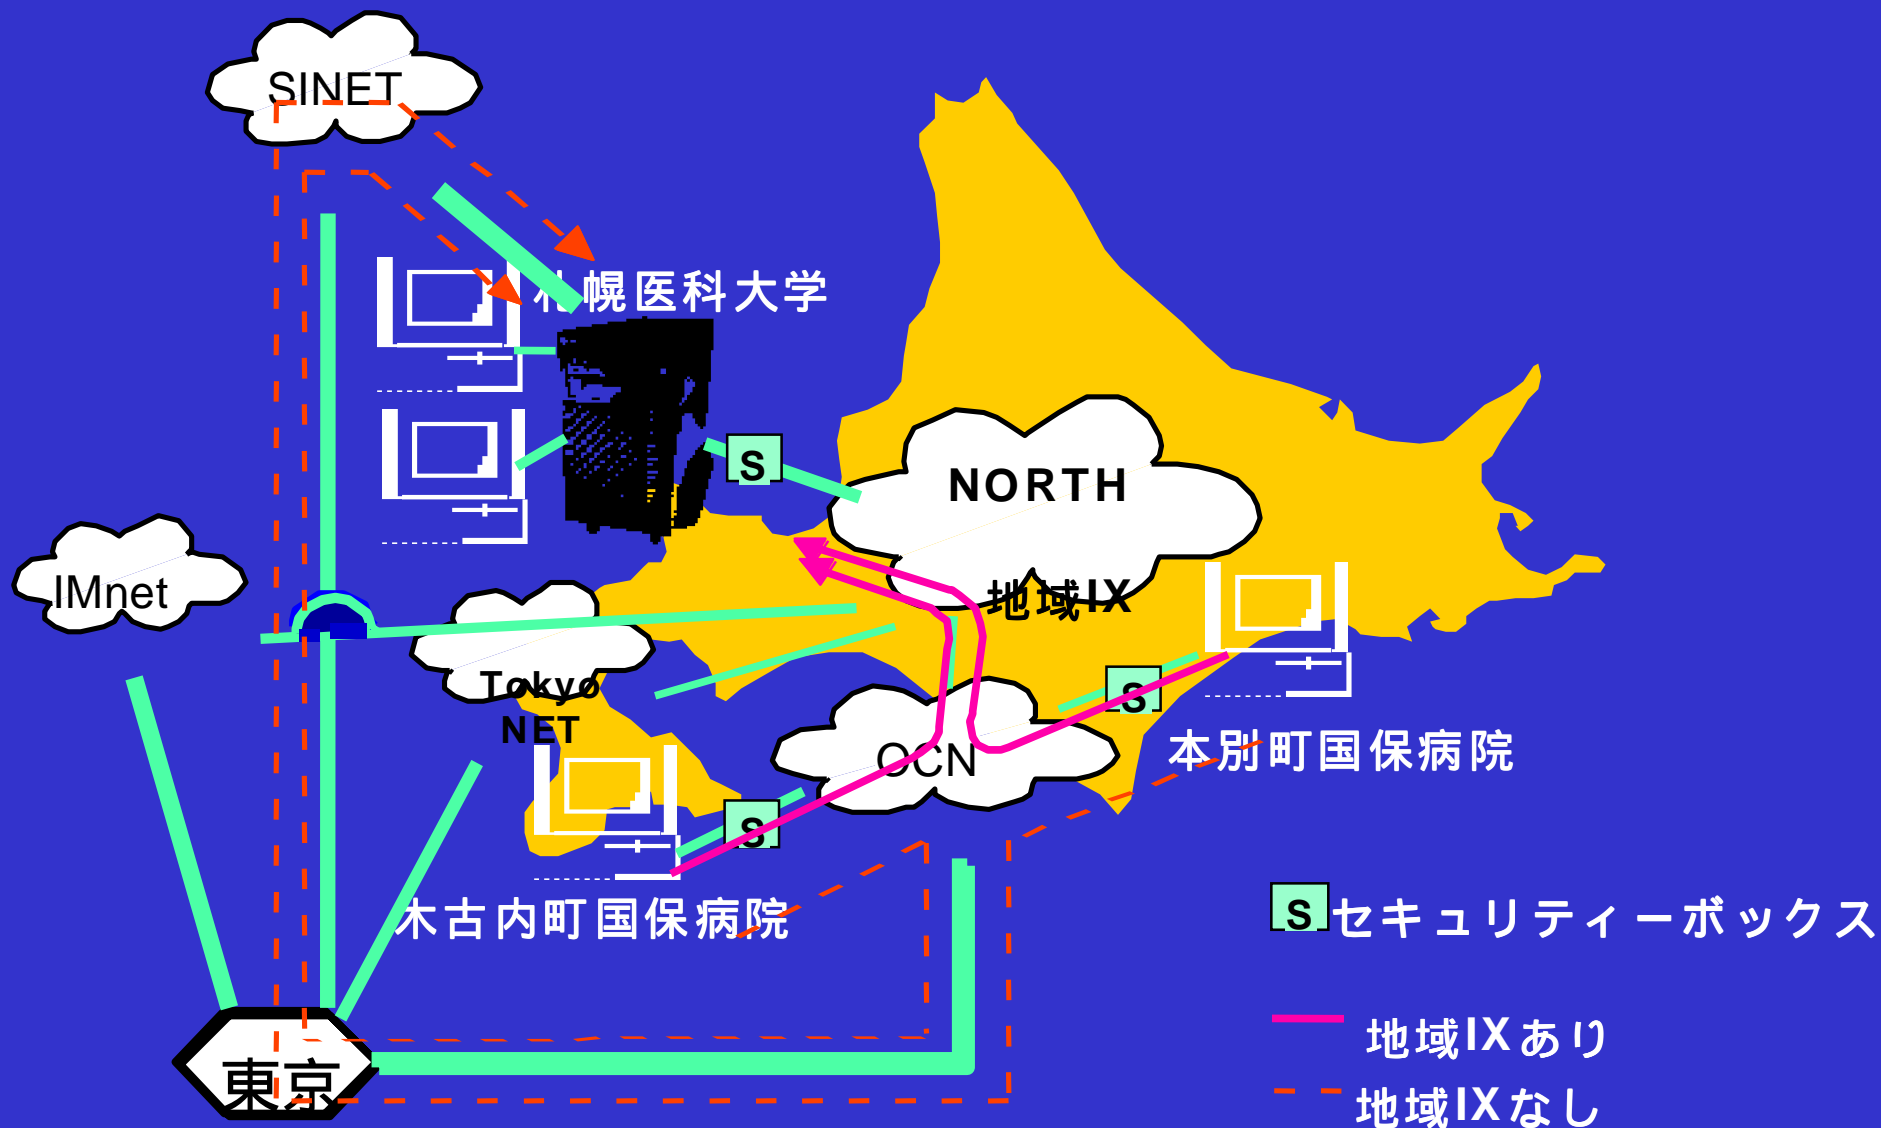 SINET
札幌医科大学
S
NORTH
地域IX
IMnet
Tokyo
NET
OCN
S
本別町国保病院
S
木古内町国保病院
東京
S セキュリティーボックス
地域IXあり
地域IXなし